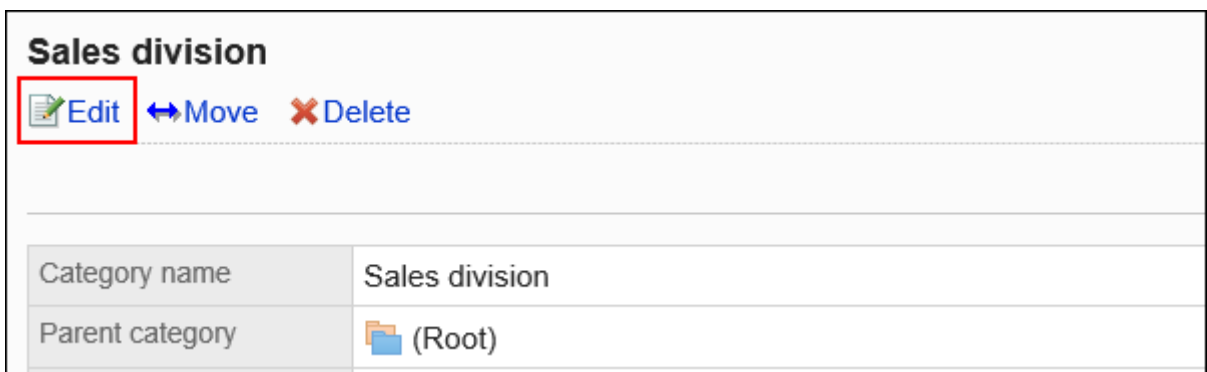 Sales division
Edit Move Delete
Category name Sales division
Parent category (Root)